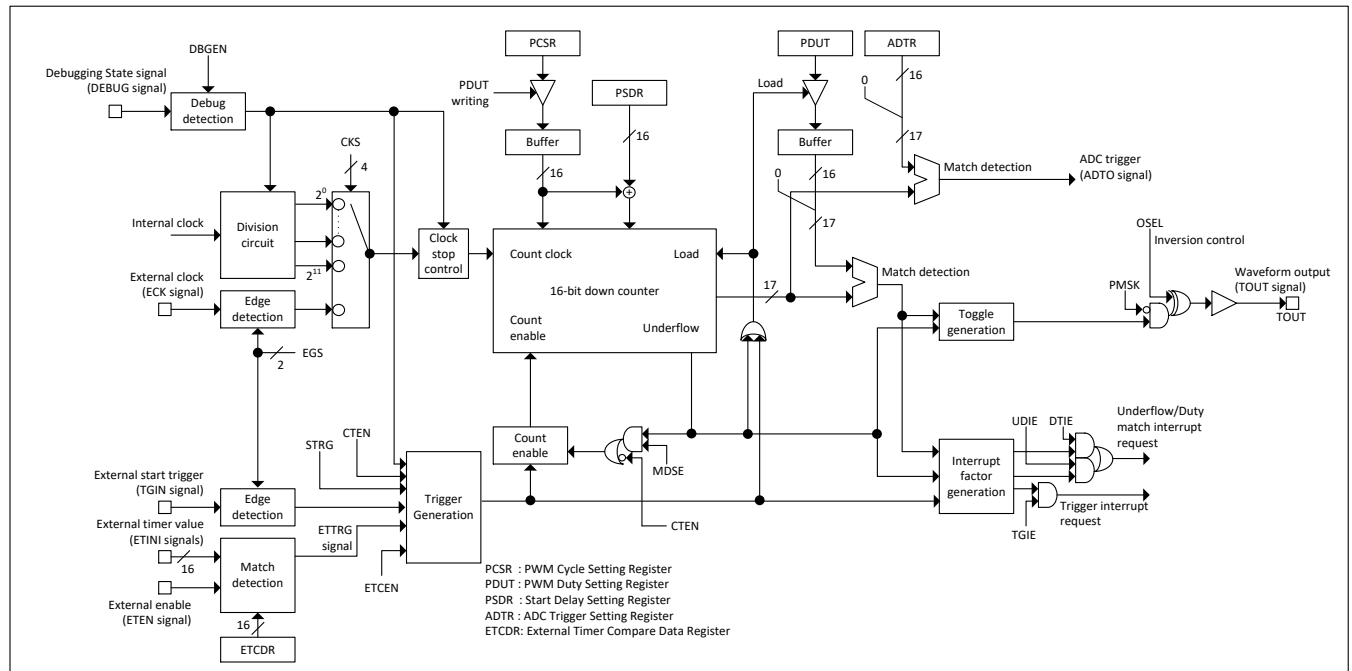 PCSR
PDUT
ADTR
DBGEN
Debugging State signal
(DEBUG signal)
Debug
detection
PDUT
writing
PSDR
0
Load
16
Buffer
16
17
Buffer
Match detection
ADC trigger
(ADTO signal)
CKS
4
16
0
16
17
2⁰
Internal clock
Division
circuit
2¹¹
Clock
stop
control
Count clock
Load
16-bit down counter
Count
enable
Underflow
17
Match detection
OSEL
Inversion control
PMSK
Waveform output
(TOUT signal)
TOUT
External clock
(ECK signal)
Edge
detection
EGS
2
Toggle
generation
Count
enable
MDSE
CTEN
UDIE
DTIE
Underflow/Duty
match interrupt
request
CTEN
STRG
Trigger
Generation
Interrupt
factor
generation
TGIE
Trigger interrupt
request
External start trigger
(TGIN signal)
Edge
detection
External timer value
(ETINI signals)
16
ETTRG
signal
Match
detection
ETCEN
External enable
(ETEN signal)
16
ETCDR
PCSR : PWM Cycle Setting Register
PDUT : PWM Duty Setting Register
PSDR : Start Delay Setting Register
ADTR : ADC Trigger Setting Register
ETCDR: External Timer Compare Data Register